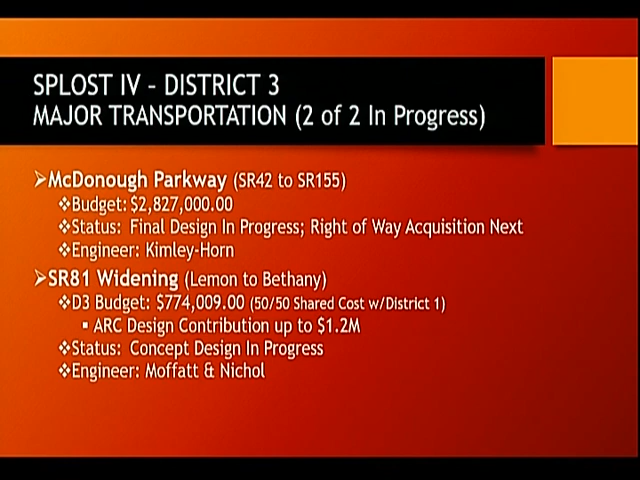 SPLOST IV – DISTRICT 3
MAJOR TRANSPORTATION (2 of 2 In Progress)
McDonough Parkway (SR42 to SR155)
Budget: $2,827,000.00
Status: Final Design In Progress; Right of Way Acquisition Next
Engineer: Kimley-Horn
SR81 Widening (Lemon to Bethany)
D3 Budget: $774,009.00 (50/50 Shared Cost w/District 1)
ARC Design Contribution up to $1.2M
Status: Concept Design In Progress
Engineer: Moffatt & Nichol